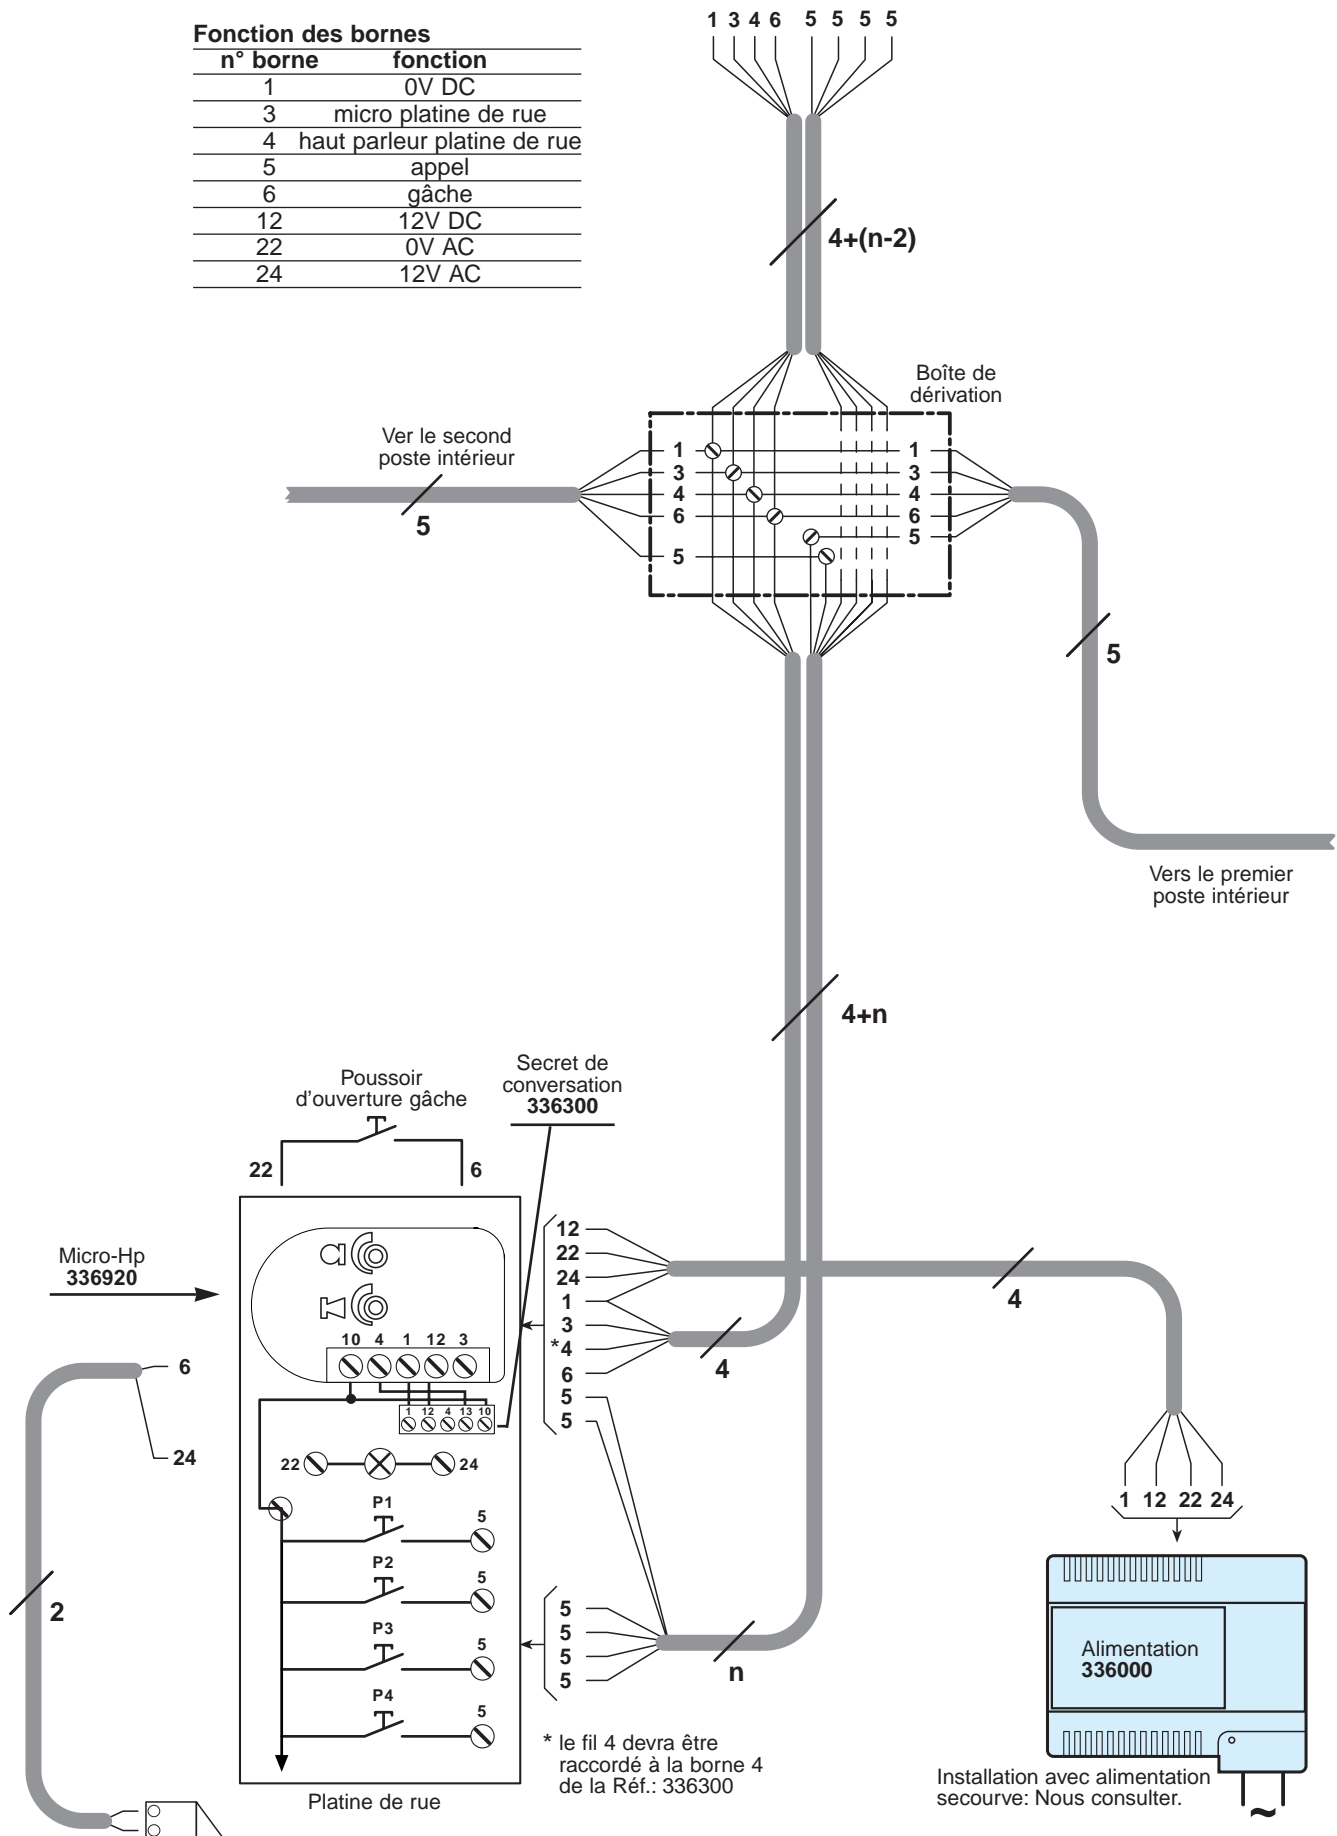 Fonction des bornes
n° borne fonction
1 0V DC
3 micro platine de rue
4 haut parleur platine de rue
5 appel
6 gâche
12 12V DC
22 0V AC
24 12V AC
1 3 4 6 5 5 5 5
4+(n-2)
Boîte de
dérivation
Ver le second
poste intérieur
5
1 1
3 3
4 4
6 6
5
5
5
Vers le premier
poste intérieur
4+n
Secret de
conversation
336300
Poussoir
d'ouverture gâche
22 6
Micro-Hp
336920
12
22
24
1
3
*4
6
5
5
4
4
10 4 1 12 3
1 12 4 13 10
6
24
22 24
P1 5
P2 5
P3 5
P4 5
2
5
5
5
5
n
1 12 22 24
Alimentation
336000
* le fil 4 devra être
raccordé à la borne 4
de la Réf.: 336300
Platine de rue
Installation avec alimentation
secourve: Nous consulter.
~